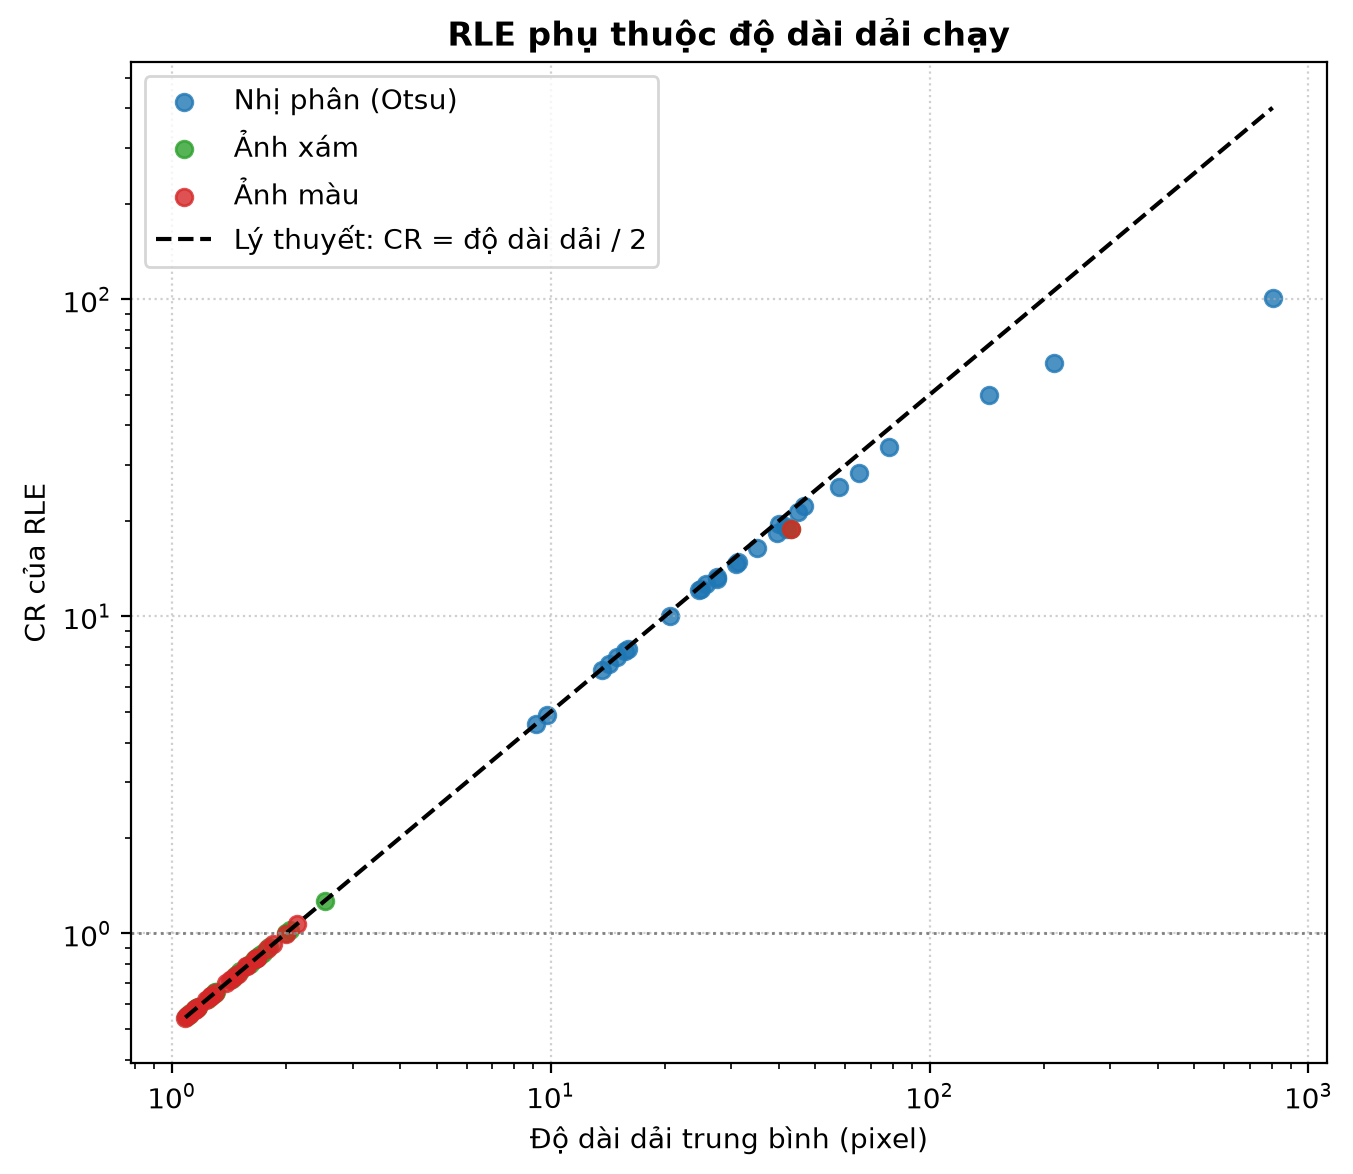 RLE phụ thuộc độ dài dải chạy
Nhị phân (Otsu)
Ảnh xám
Ảnh màu
Lý thuyết: CR = độ dài dải / 2
CR của RLE
10²
10¹
10⁰
10⁰
10¹
10²
10³
Độ dài dải trung bình (pixel)